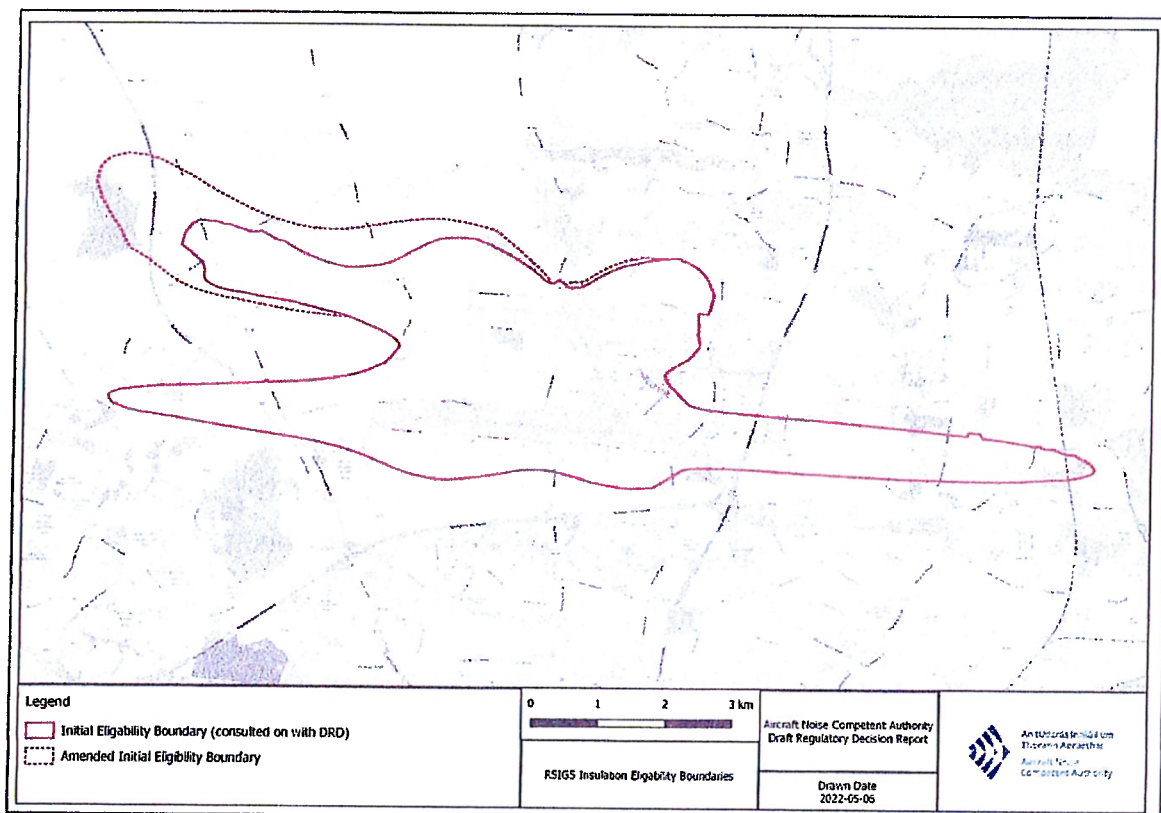 Legend
Initial Eligability Boundary (consulted on with DRD)
Amended Initial Eligibility Boundary
0 1 2 3 km
RSIGS Insulation Eligability Boundaries
Aircraft Noise Competent Authority
Draft Regulatory Decision Report
Drawn Date
2022-05-06
Aircraft Noise
Competent Authority